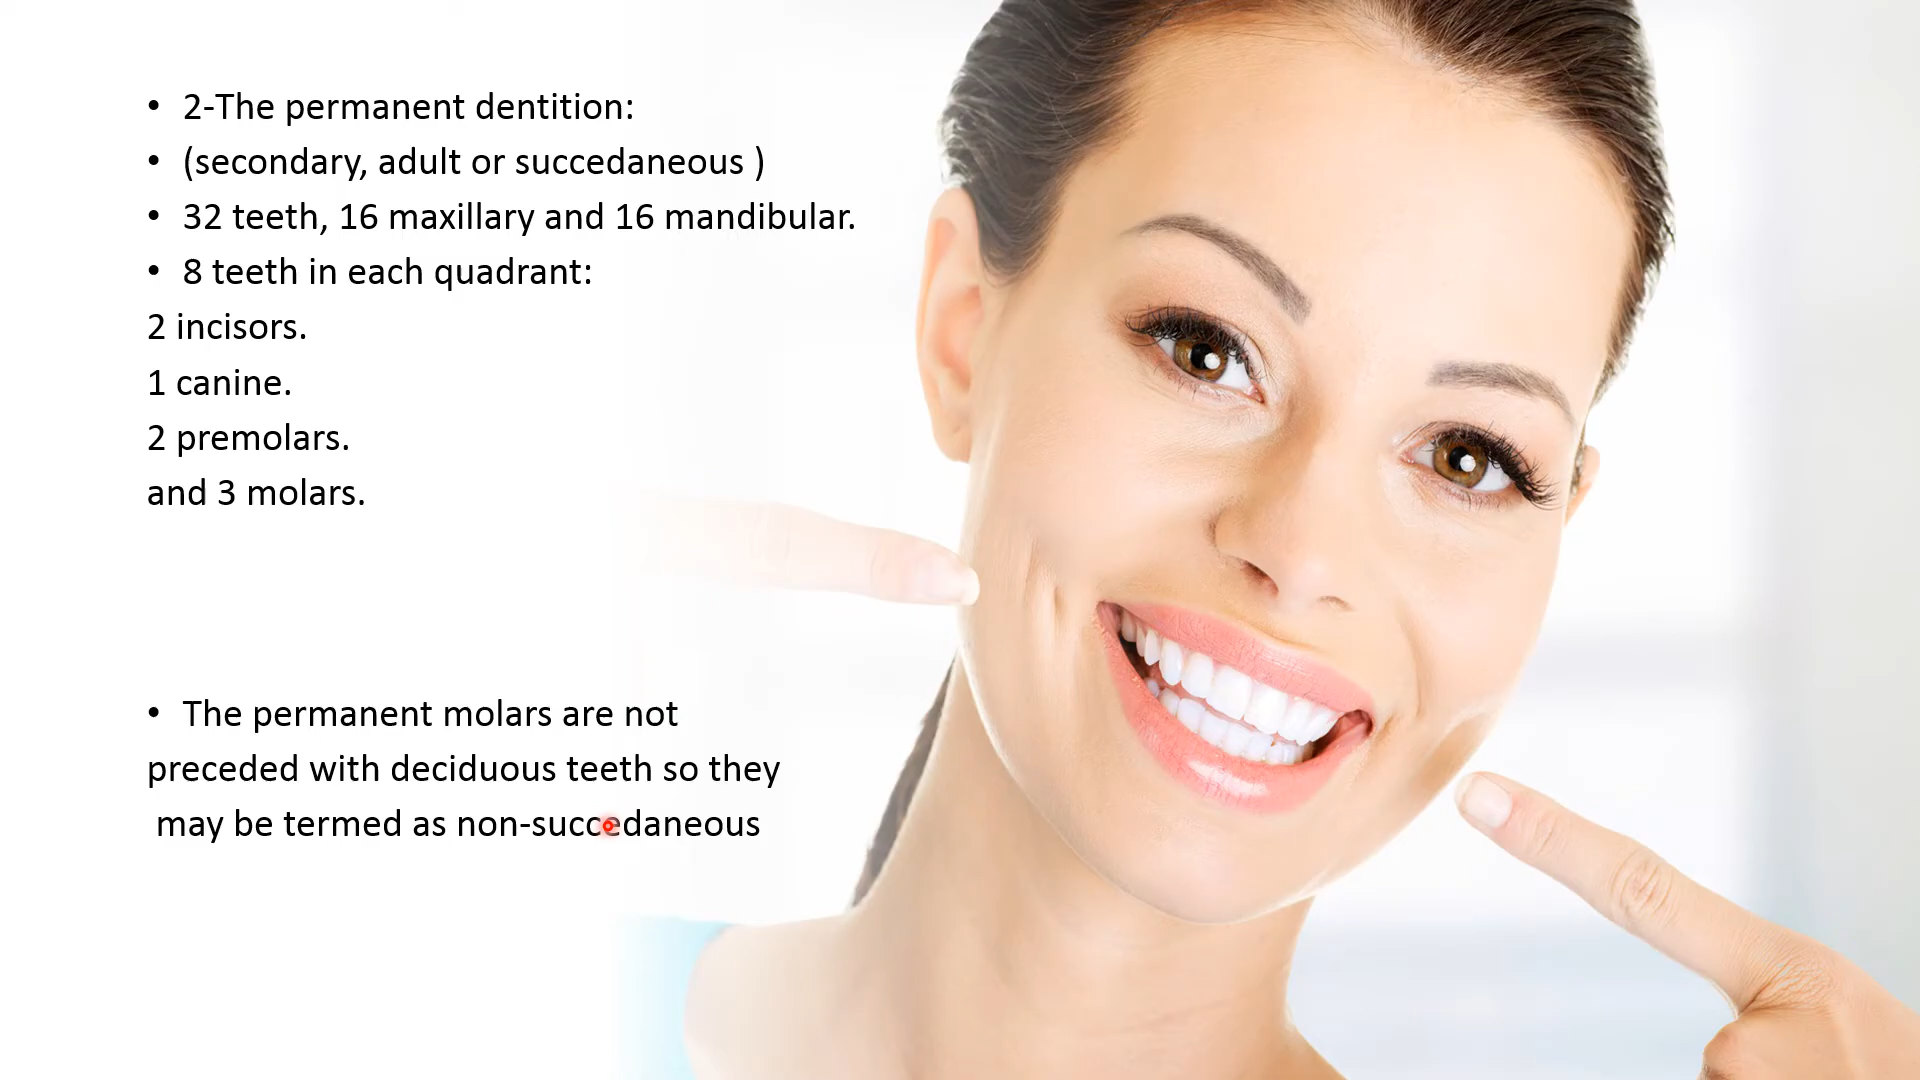 • 2-The permanent dentition:
• (secondary, adult or succedaneous )
• 32 teeth, 16 maxillary and 16 mandibular.
• 8 teeth in each quadrant:
2 incisors.
1 canine.
2 premolars.
and 3 molars.
• The permanent molars are not
preceded with deciduous teeth so they
may be termed as non-succedaneous